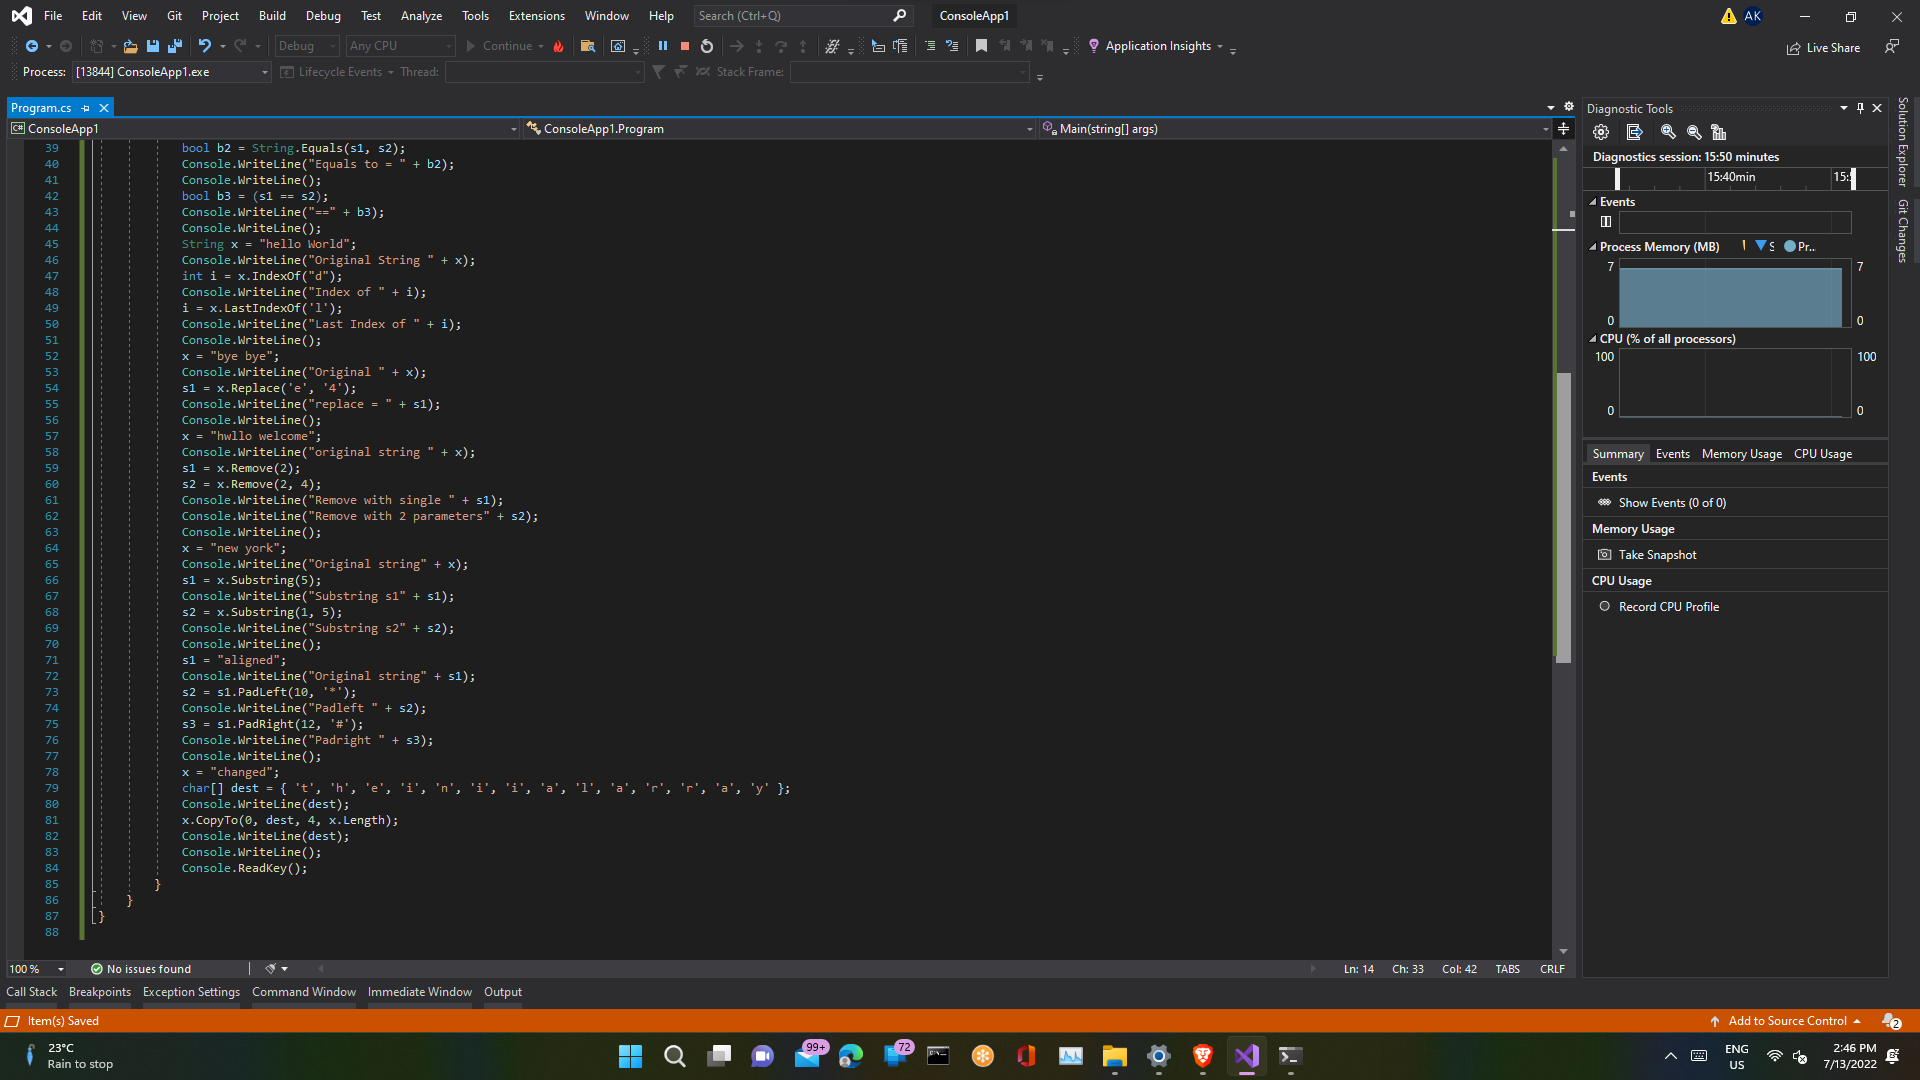 File Edit View Git Project Build Debug Test Analyze Tools Extensions Window Help Search (Ctrl+Q) ConsoleApp1 AK
Debug Any CPU Continue Application Insights Live Share
Process: [13844] ConsoleApp1.exe Lifecycle Events Thread: Stack Frame:
Program.cs
C# ConsoleApp1 ConsoleApp1.Program Main(string[] args)
39 bool b2 = String.Equals(s1, s2);
40 Console.WriteLine("Equals to = " + b2);
41 Console.WriteLine();
42 bool b3 = (s1 == s2);
43 Console.WriteLine("==" + b3);
44 Console.WriteLine();
45 String x = "hello World";
46 Console.WriteLine("Original String " + x);
47 int i = x.IndexOf("d");
48 Console.WriteLine("Index of " + i);
49 i = x.LastIndexOf('l');
50 Console.WriteLine("Last Index of " + i);
51 Console.WriteLine();
52 x = "bye bye";
53 Console.WriteLine("Original " + x);
54 s1 = x.Replace('e', '4');
55 Console.WriteLine("replace = " + s1);
56 Console.WriteLine();
57 x = "hwllo welcome";
58 Console.WriteLine("original string " + x);
59 s1 = x.Remove(2);
60 s2 = x.Remove(2, 4);
61 Console.WriteLine("Remove with single " + s1);
62 Console.WriteLine("Remove with 2 parameters" + s2);
63 Console.WriteLine();
64 x = "new york";
65 Console.WriteLine("Original string" + x);
66 s1 = x.Substring(5);
67 Console.WriteLine("Substring s1" + s1);
68 s2 = x.Substring(1, 5);
69 Console.WriteLine("Substring s2" + s2);
70 Console.WriteLine();
71 s1 = "aligned";
72 Console.WriteLine("Original string" + s1);
73 s2 = s1.PadLeft(10, '*');
74 Console.WriteLine("Padleft " + s2);
75 s3 = s1.PadRight(12, '#');
76 Console.WriteLine("Padright " + s3);
77 Console.WriteLine();
78 x = "changed";
79 char[] dest = { 't', 'h', 'e', 'i', 'n', 'i', 'i', 'a', 'l', 'a', 'r', 'r', 'a', 'y' };
80 Console.WriteLine(dest);
81 x.CopyTo(0, dest, 4, x.Length);
82 Console.WriteLine(dest);
83 Console.WriteLine();
84 Console.ReadKey();
85 }
86 }
87 }
88
100 % No issues found Ln: 14 Ch: 33 Col: 42 TABS CRLF
Diagnostic Tools
Diagnostics session: 15:50 minutes
15:40min 15:
Events
Process Memory (MB) S Pr...
7 7
0 0
CPU (% of all processors)
100 100
0 0
Summary Events Memory Usage CPU Usage
Events
Show Events (0 of 0)
Memory Usage
Take Snapshot
CPU Usage
Record CPU Profile
Solution Explorer
Git Changes
Call Stack Breakpoints Exception Settings Command Window Immediate Window Output
Item(s) Saved Add to Source Control 2
23°C
Rain to stop
99+ 72
ENG
US
2:46 PM
7/13/2022